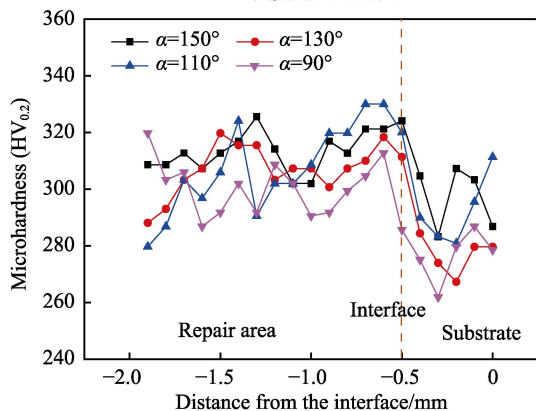 360
340
320
300
280
260
240
Microhardness (HV0.2)
α=150° α=130°
α=110° α=90°
Interface
Repair area
Substrate
−2.0 −1.5 −1.0 −0.5 0
Distance from the interface/mm